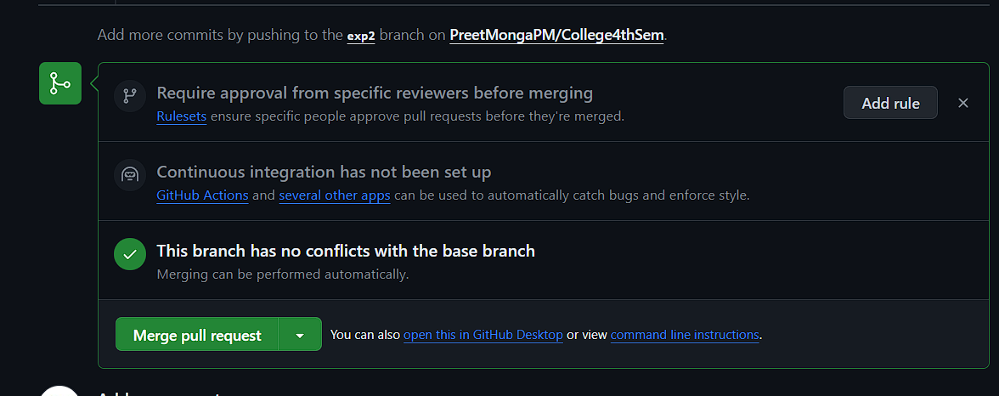 Add more commits by pushing to the exp2 branch on PreetMongaPM/College4thSem.
Require approval from specific reviewers before merging
Rulesets ensure specific people approve pull requests before they're merged.
Add rule
Continuous integration has not been set up
GitHub Actions and several other apps can be used to automatically catch bugs and enforce style.
This branch has no conflicts with the base branch
Merging can be performed automatically.
Merge pull request
You can also open this in GitHub Desktop or view command line instructions.